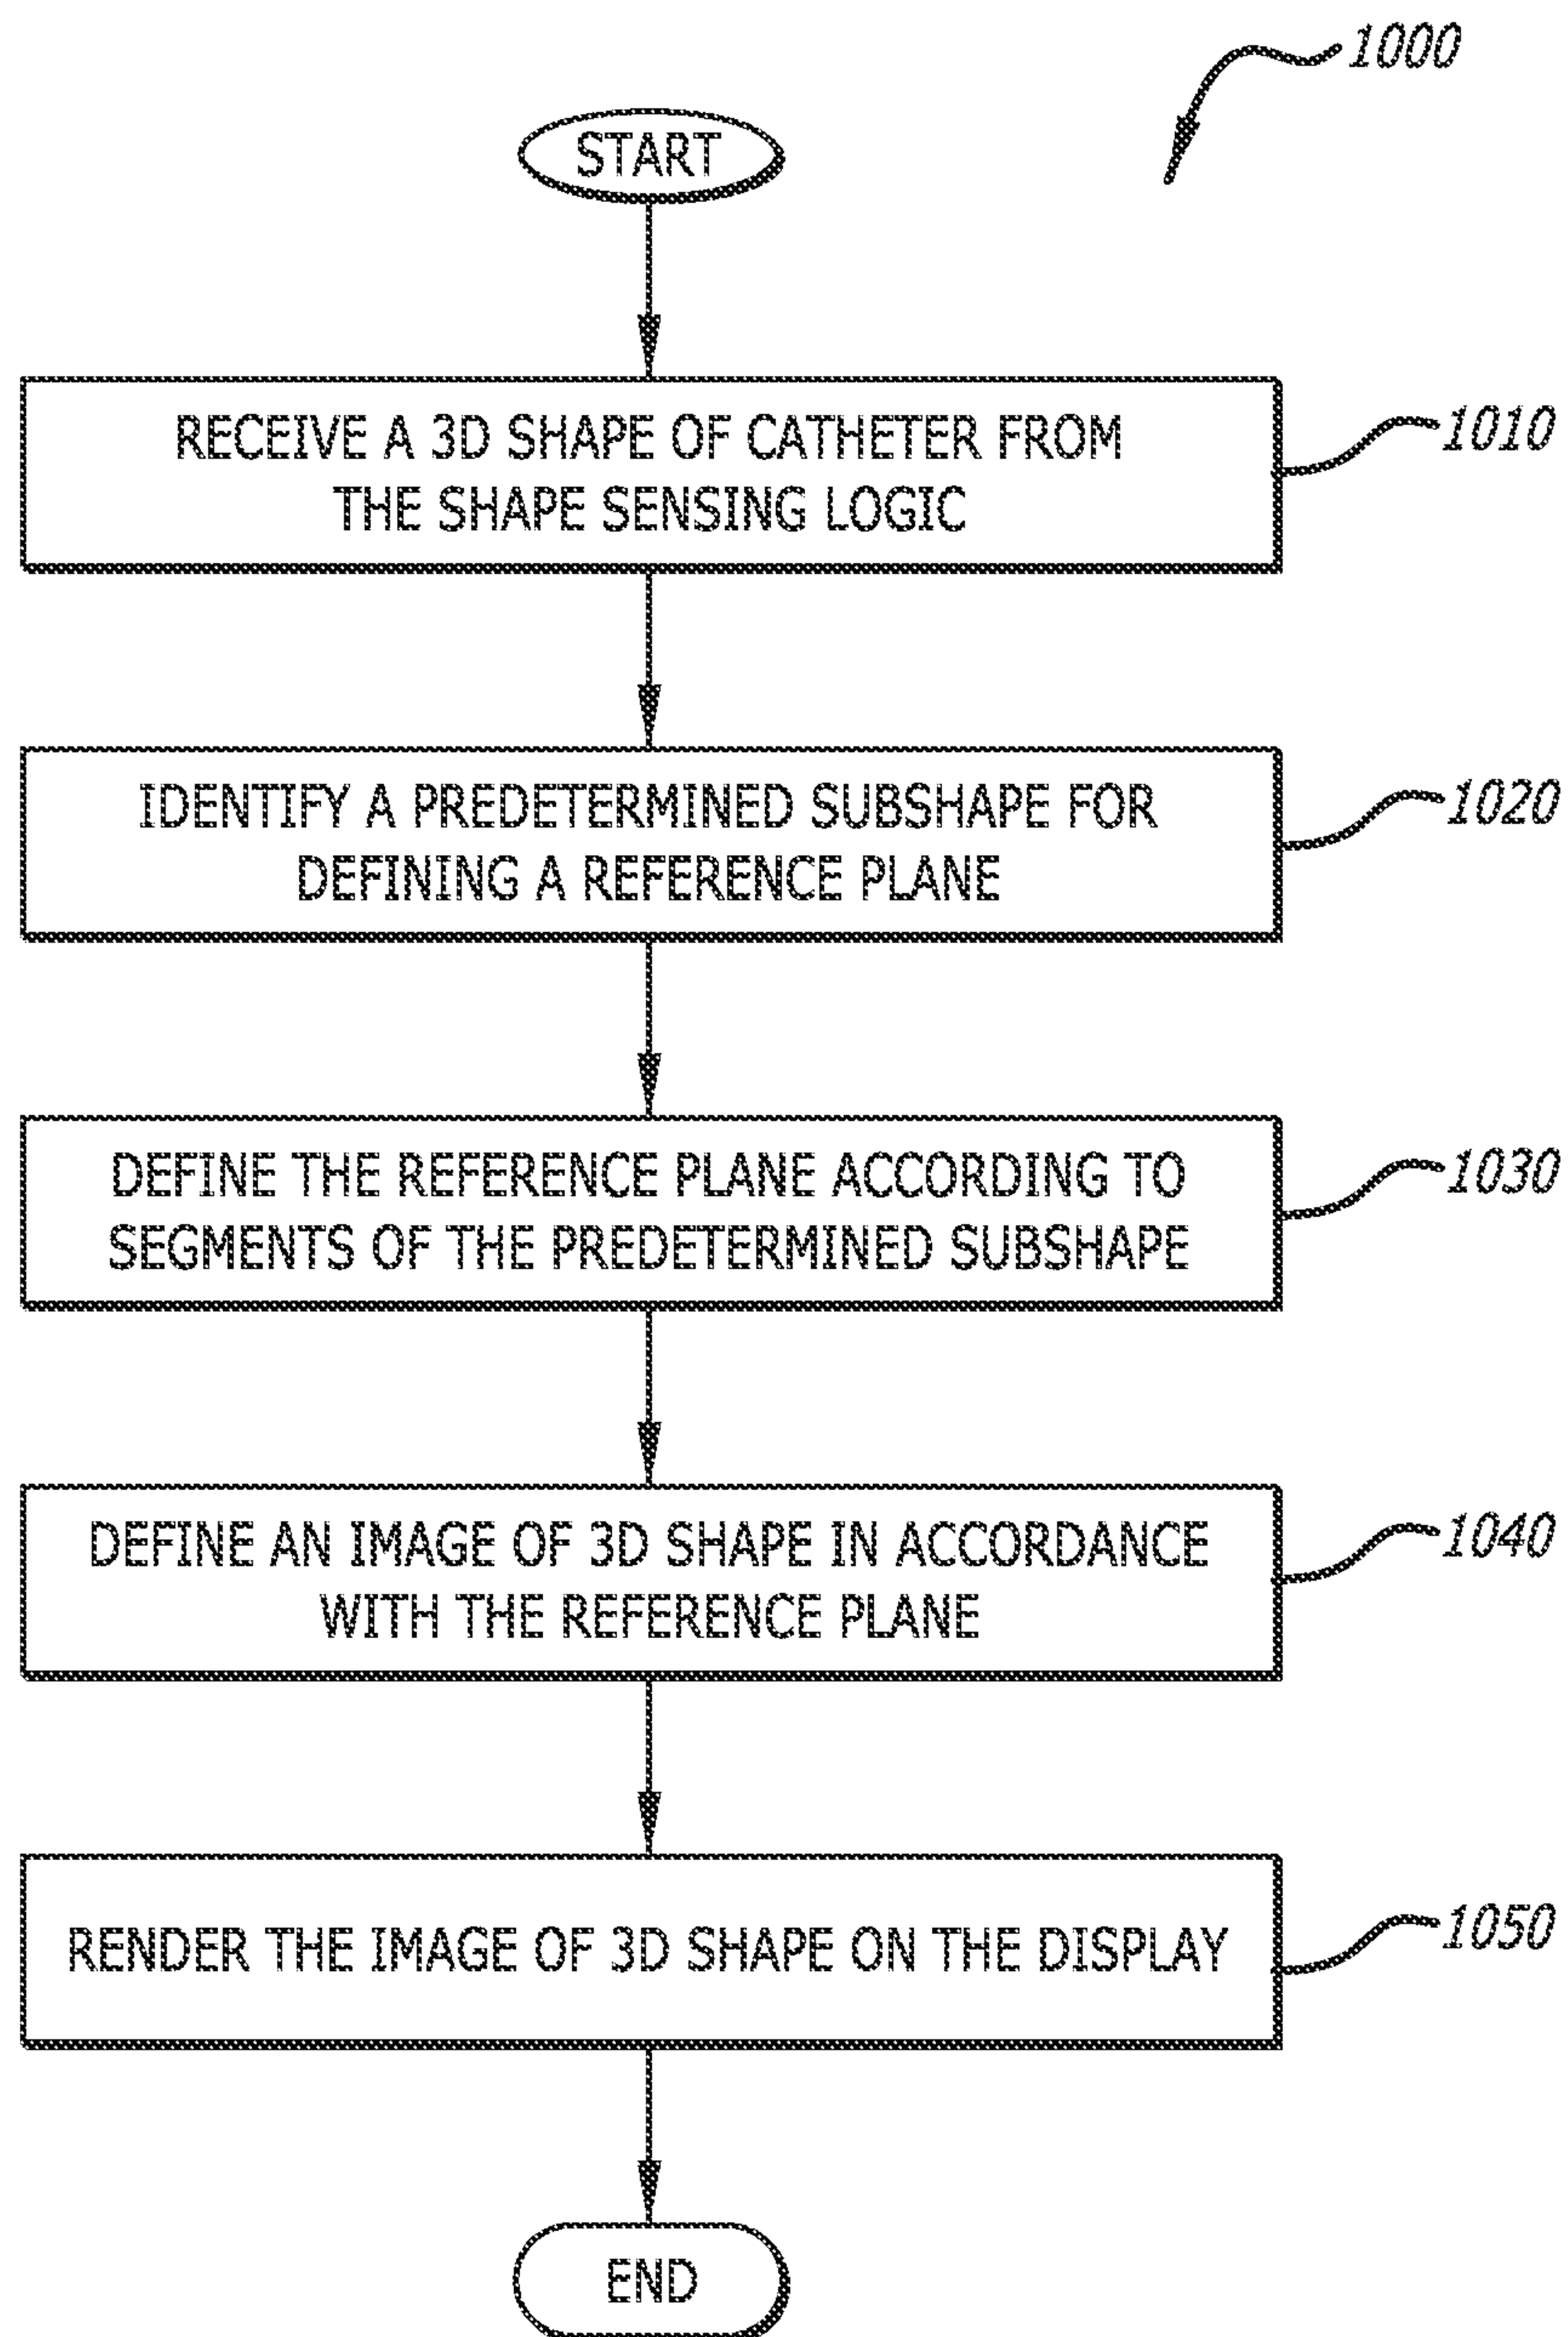 1000
START
RECEIVE A 3D SHAPE OF CATHETER FROM
THE SHAPE SENSING LOGIC
1010
IDENTIFY A PREDETERMINED SUBSHAPE FOR
DEFINING A REFERENCE PLANE
1020
DEFINE THE REFERENCE PLANE ACCORDING TO
SEGMENTS OF THE PREDETERMINED SUBSHAPE
1030
DEFINE AN IMAGE OF 3D SHAPE IN ACCORDANCE
WITH THE REFERENCE PLANE
1040
RENDER THE IMAGE OF 3D SHAPE ON THE DISPLAY
1050
END